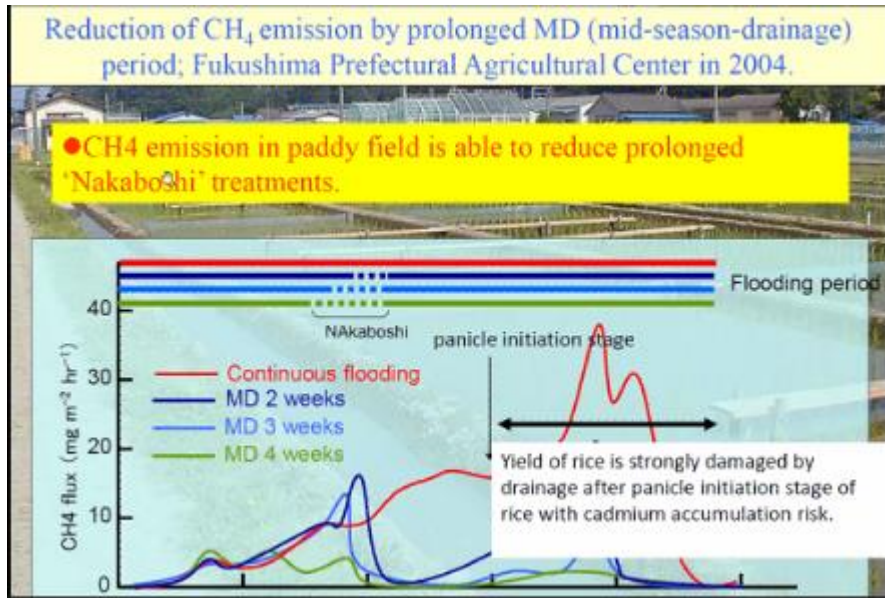 Reduction of CH₄ emission by prolonged MD (mid-season-drainage)
period; Fukushima Prefectural Agricultural Center in 2004.
●CH4 emission in paddy field is able to reduce prolonged
‘Nakaboshi’ treatments.
Flooding period
NAkaboshi
panicle initiation stage
Continuous flooding
MD 2 weeks
MD 3 weeks
MD 4 weeks
Yield of rice is strongly damaged by
drainage after panicle initiation stage of
rice with cadmium accumulation risk.
CH4 flux (mg m⁻² hr⁻¹)
40
30
20
10
0